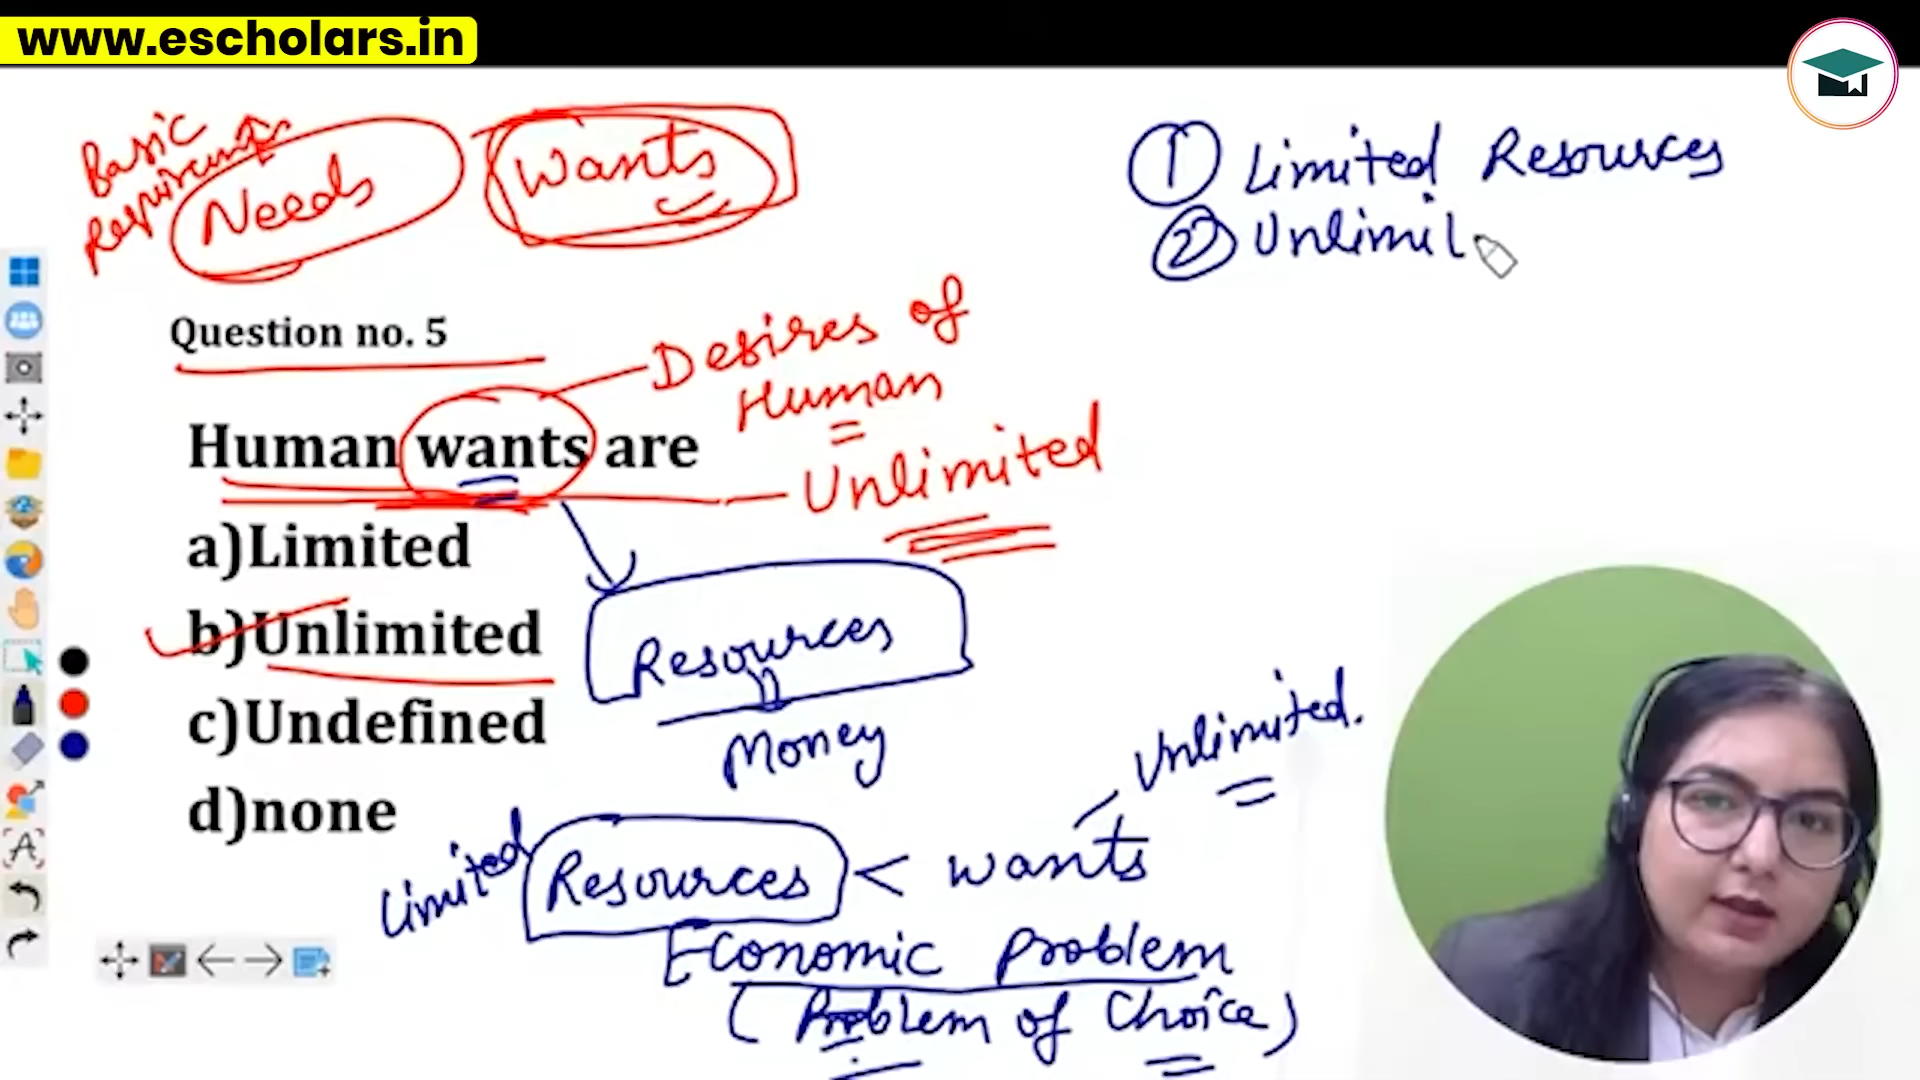 www.escholars.in
Basic
Requirements
Needs
Wants
① Limited Resources
② Unlimi
Question no. 5
Desires of
Human
Human wants are
Unlimited
a)Limited
b)Unlimited
Resources
c)Undefined
Money
Unlimited.
d)none
Limited
Resources < wants
Economic Problem
(Problem of Choice)